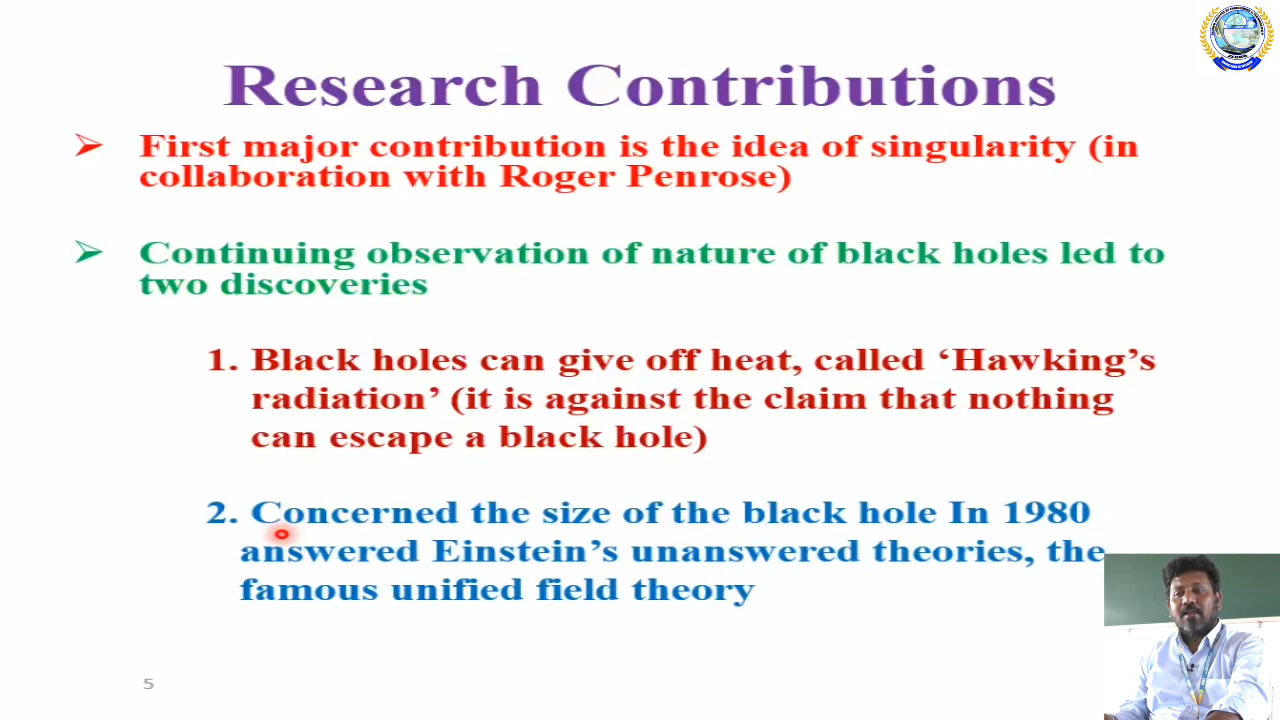 Research Contributions
First major contribution is the idea of singularity (in
collaboration with Roger Penrose)
Continuing observation of nature of black holes led to
two discoveries
1. Black holes can give off heat, called ‘Hawking’s
radiation’ (it is against the claim that nothing
can escape a black hole)
2. Concerned the size of the black hole In 1980
answered Einstein’s unanswered theories, the
famous unified field theory
5